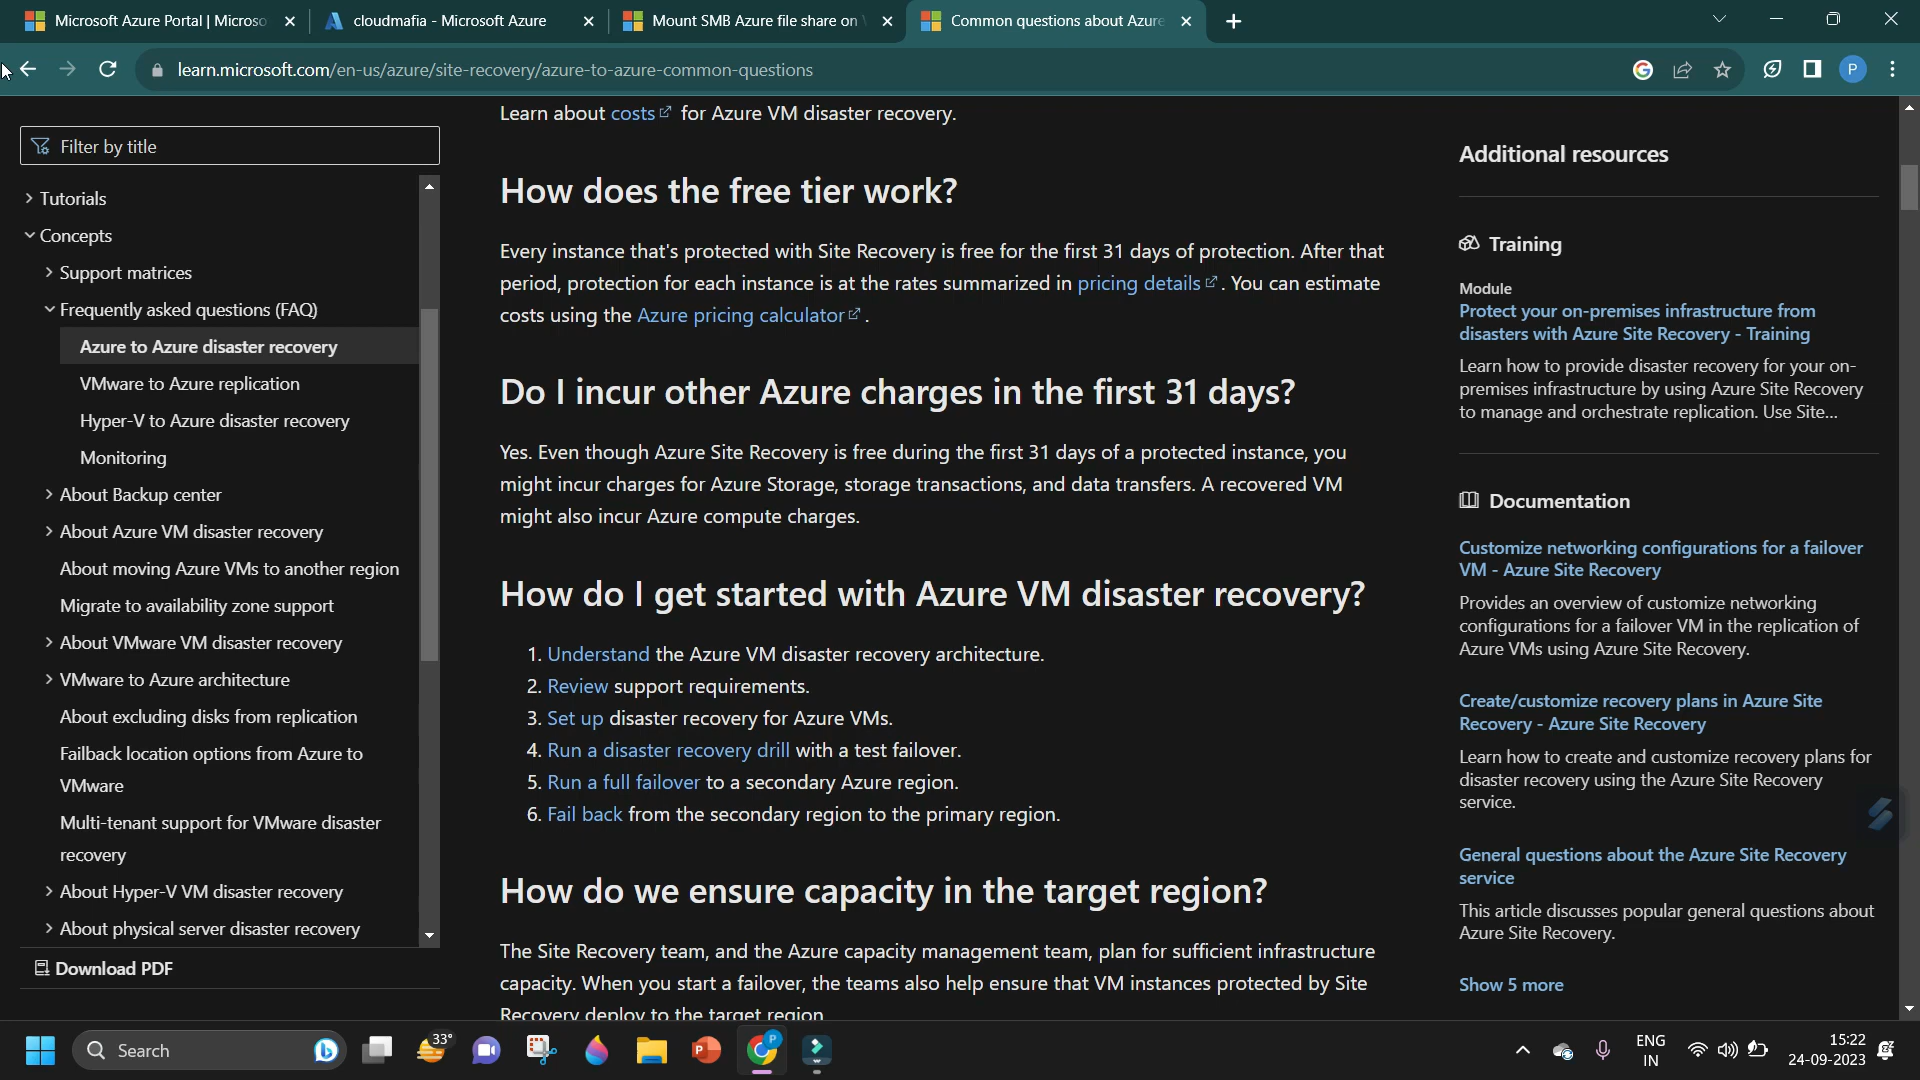 Microsoft Azure Portal | Microso
cloudmafia - Microsoft Azure
Mount SMB Azure file share on
Common questions about Azure
learn.microsoft.com/en-us/azure/site-recovery/azure-to-azure-common-questions
P
Filter by title
Tutorials
Concepts
Support matrices
Frequently asked questions (FAQ)
Azure to Azure disaster recovery
VMware to Azure replication
Hyper-V to Azure disaster recovery
Monitoring
About Backup center
About Azure VM disaster recovery
About moving Azure VMs to another region
Migrate to availability zone support
About VMware VM disaster recovery
VMware to Azure architecture
About excluding disks from replication
Failback location options from Azure to
VMware
Multi-tenant support for VMware disaster
recovery
About Hyper-V VM disaster recovery
About physical server disaster recovery
Download PDF
Learn about costs for Azure VM disaster recovery.
How does the free tier work?
Every instance that's protected with Site Recovery is free for the first 31 days of protection. After that
period, protection for each instance is at the rates summarized in pricing details. You can estimate
costs using the Azure pricing calculator.
Do I incur other Azure charges in the first 31 days?
Yes. Even though Azure Site Recovery is free during the first 31 days of a protected instance, you
might incur charges for Azure Storage, storage transactions, and data transfers. A recovered VM
might also incur Azure compute charges.
How do I get started with Azure VM disaster recovery?
1. Understand the Azure VM disaster recovery architecture.
2. Review support requirements.
3. Set up disaster recovery for Azure VMs.
4. Run a disaster recovery drill with a test failover.
5. Run a full failover to a secondary Azure region.
6. Fail back from the secondary region to the primary region.
How do we ensure capacity in the target region?
The Site Recovery team, and the Azure capacity management team, plan for sufficient infrastructure
capacity. When you start a failover, the teams also help ensure that VM instances protected by Site
Recovery deploy to the target region
Additional resources
Training
Module
Protect your on-premises infrastructure from
disasters with Azure Site Recovery - Training
Learn how to provide disaster recovery for your on-
premises infrastructure by using Azure Site Recovery
to manage and orchestrate replication. Use Site...
Documentation
Customize networking configurations for a failover
VM - Azure Site Recovery
Provides an overview of customize networking
configurations for a failover VM in the replication of
Azure VMs using Azure Site Recovery.
Create/customize recovery plans in Azure Site
Recovery - Azure Site Recovery
Learn how to create and customize recovery plans for
disaster recovery using the Azure Site Recovery
service.
General questions about the Azure Site Recovery
service
This article discusses popular general questions about
Azure Site Recovery.
Show 5 more
Search
33°
P
ENG
IN
15:22
24-09-2023